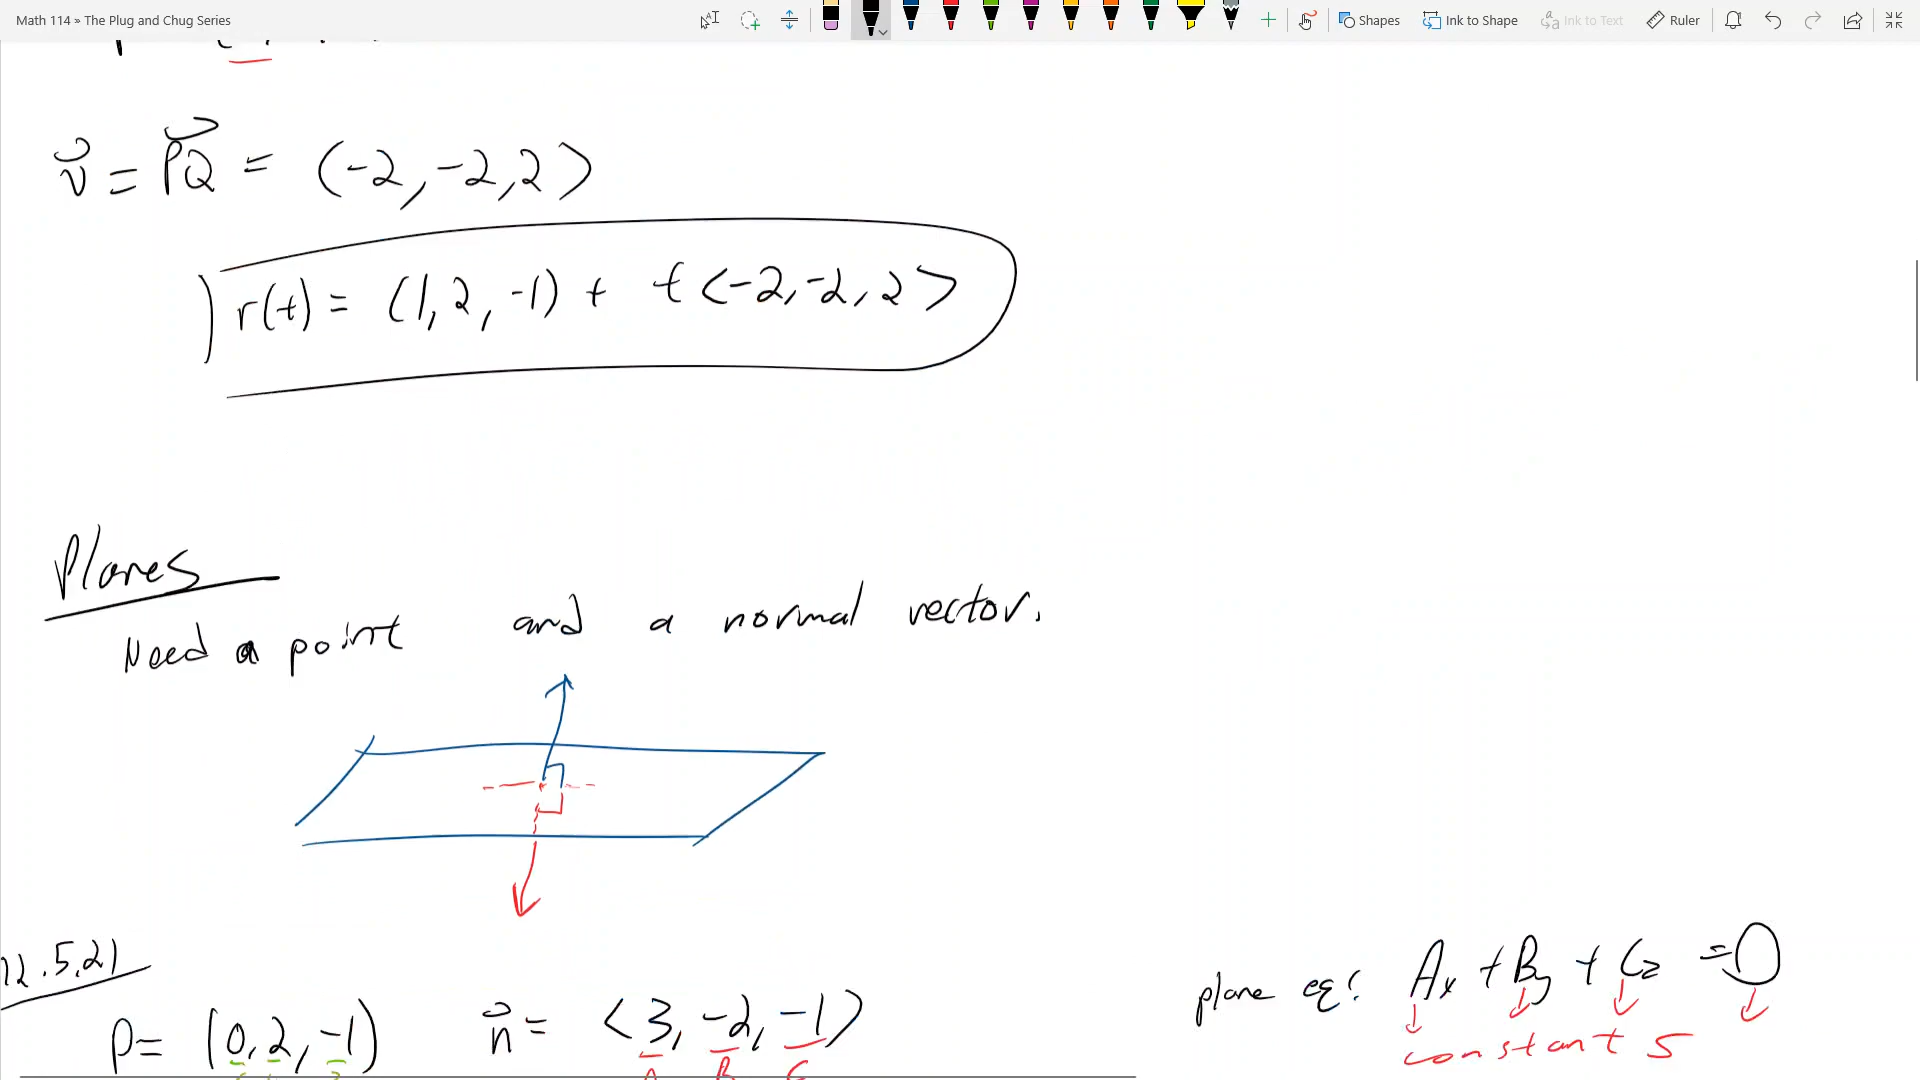 Math 114 » The Plug and Chug Series
Shapes
Ink to Shape
Ink to Text
Ruler
v = PQ = (-2, -2, 2>
r(t) = (1, 2, -1) + t<-2, -2, 2>
Planes
Need a point and a normal vector.
12.5.21
plane eq: Ax + By + Cz = D
constants
P = (0, 2, -1) n = <3, -2, -1>
A B C